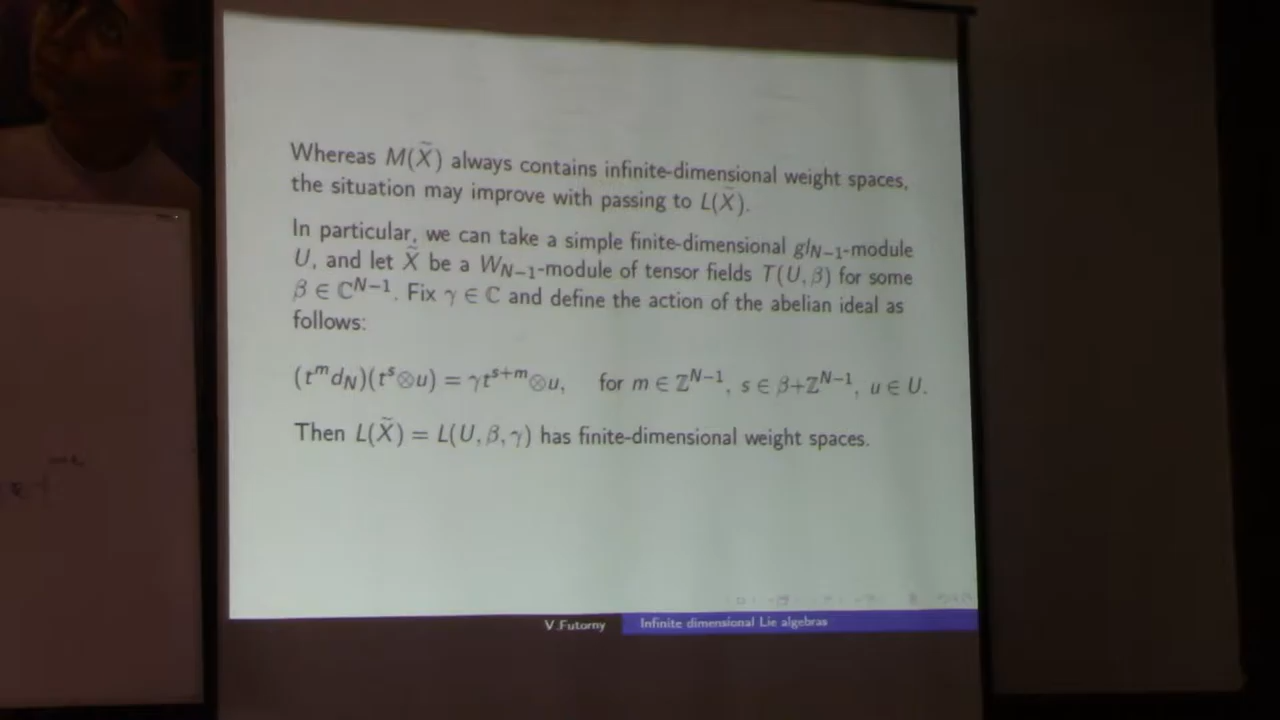 Whereas M(X̃) always contains infinite-dimensional weight spaces,
the situation may improve with passing to L(X̃).
In particular, we can take a simple finite-dimensional gl_{N−1}-module
U, and let X̃ be a W_{N−1}-module of tensor fields T(U, β) for some
β ∈ ℂ^{N−1}. Fix γ ∈ ℂ and define the action of the abelian ideal as
follows:
(t^m d_N)(t^s ⊗ u) = γt^{s+m} ⊗ u, for m ∈ ℤ^{N−1}, s ∈ β+ℤ^{N−1}, u ∈ U.
Then L(X̃) = L(U, β, γ) has finite-dimensional weight spaces.
V.Futorny Infinite dimensional Lie algebras